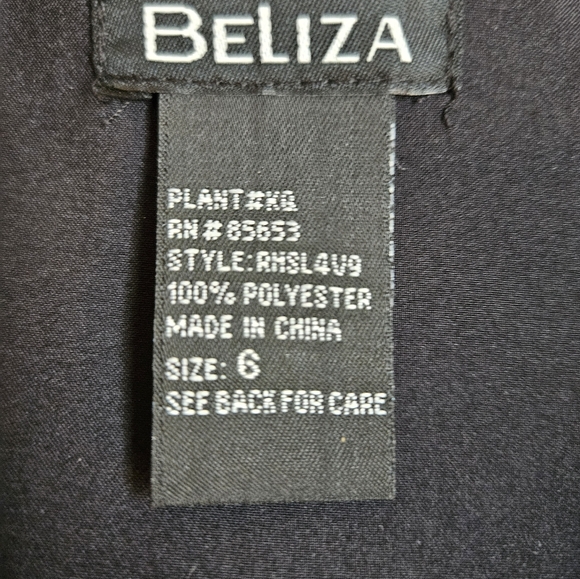 BELIZA
PLANT#KQ
RN#85653
STYLE:RHSL4V9
100% POLYESTER
MADE IN CHINA
SIZE: 6
SEE BACK FOR CARE